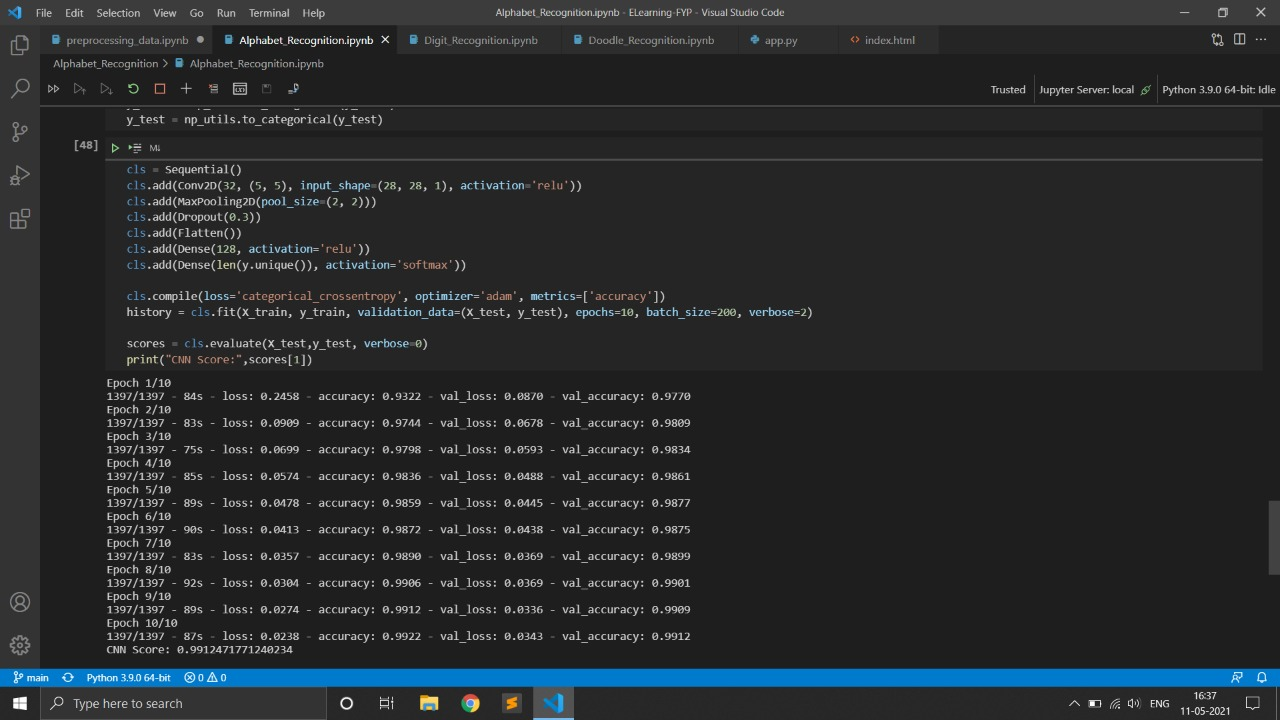 File Edit Selection View Go Run Terminal Help Alphabet_Recognition.ipynb - ELearning-FYP - Visual Studio Code
preprocessing_data.ipynb Alphabet_Recognition.ipynb Digit_Recognition.ipynb Doodle_Recognition.ipynb app.py index.html
Alphabet_Recognition > Alphabet_Recognition.ipynb
Trusted Jupyter Server: local Python 3.9.0 64-bit: Idle
y_test = np_utils.to_categorical(y_test)
[48] M↓
cls = Sequential()
cls.add(Conv2D(32, (5, 5), input_shape=(28, 28, 1), activation='relu'))
cls.add(MaxPooling2D(pool_size=(2, 2)))
cls.add(Dropout(0.3))
cls.add(Flatten())
cls.add(Dense(128, activation='relu'))
cls.add(Dense(len(y.unique()), activation='softmax'))
cls.compile(loss='categorical_crossentropy', optimizer='adam', metrics=['accuracy'])
history = cls.fit(X_train, y_train, validation_data=(X_test, y_test), epochs=10, batch_size=200, verbose=2)
scores = cls.evaluate(X_test,y_test, verbose=0)
print("CNN Score:",scores[1])
Epoch 1/10
1397/1397 - 84s - loss: 0.2458 - accuracy: 0.9322 - val_loss: 0.0870 - val_accuracy: 0.9770
Epoch 2/10
1397/1397 - 83s - loss: 0.0909 - accuracy: 0.9744 - val_loss: 0.0678 - val_accuracy: 0.9809
Epoch 3/10
1397/1397 - 75s - loss: 0.0699 - accuracy: 0.9798 - val_loss: 0.0593 - val_accuracy: 0.9834
Epoch 4/10
1397/1397 - 85s - loss: 0.0574 - accuracy: 0.9836 - val_loss: 0.0488 - val_accuracy: 0.9861
Epoch 5/10
1397/1397 - 89s - loss: 0.0478 - accuracy: 0.9859 - val_loss: 0.0445 - val_accuracy: 0.9877
Epoch 6/10
1397/1397 - 90s - loss: 0.0413 - accuracy: 0.9872 - val_loss: 0.0438 - val_accuracy: 0.9875
Epoch 7/10
1397/1397 - 83s - loss: 0.0357 - accuracy: 0.9890 - val_loss: 0.0369 - val_accuracy: 0.9899
Epoch 8/10
1397/1397 - 92s - loss: 0.0304 - accuracy: 0.9906 - val_loss: 0.0369 - val_accuracy: 0.9901
Epoch 9/10
1397/1397 - 89s - loss: 0.0274 - accuracy: 0.9912 - val_loss: 0.0336 - val_accuracy: 0.9909
Epoch 10/10
1397/1397 - 87s - loss: 0.0238 - accuracy: 0.9922 - val_loss: 0.0343 - val_accuracy: 0.9912
CNN Score: 0.9912471771240234
main Python 3.9.0 64-bit 0 0
Type here to search ENG 16:37
11-05-2021